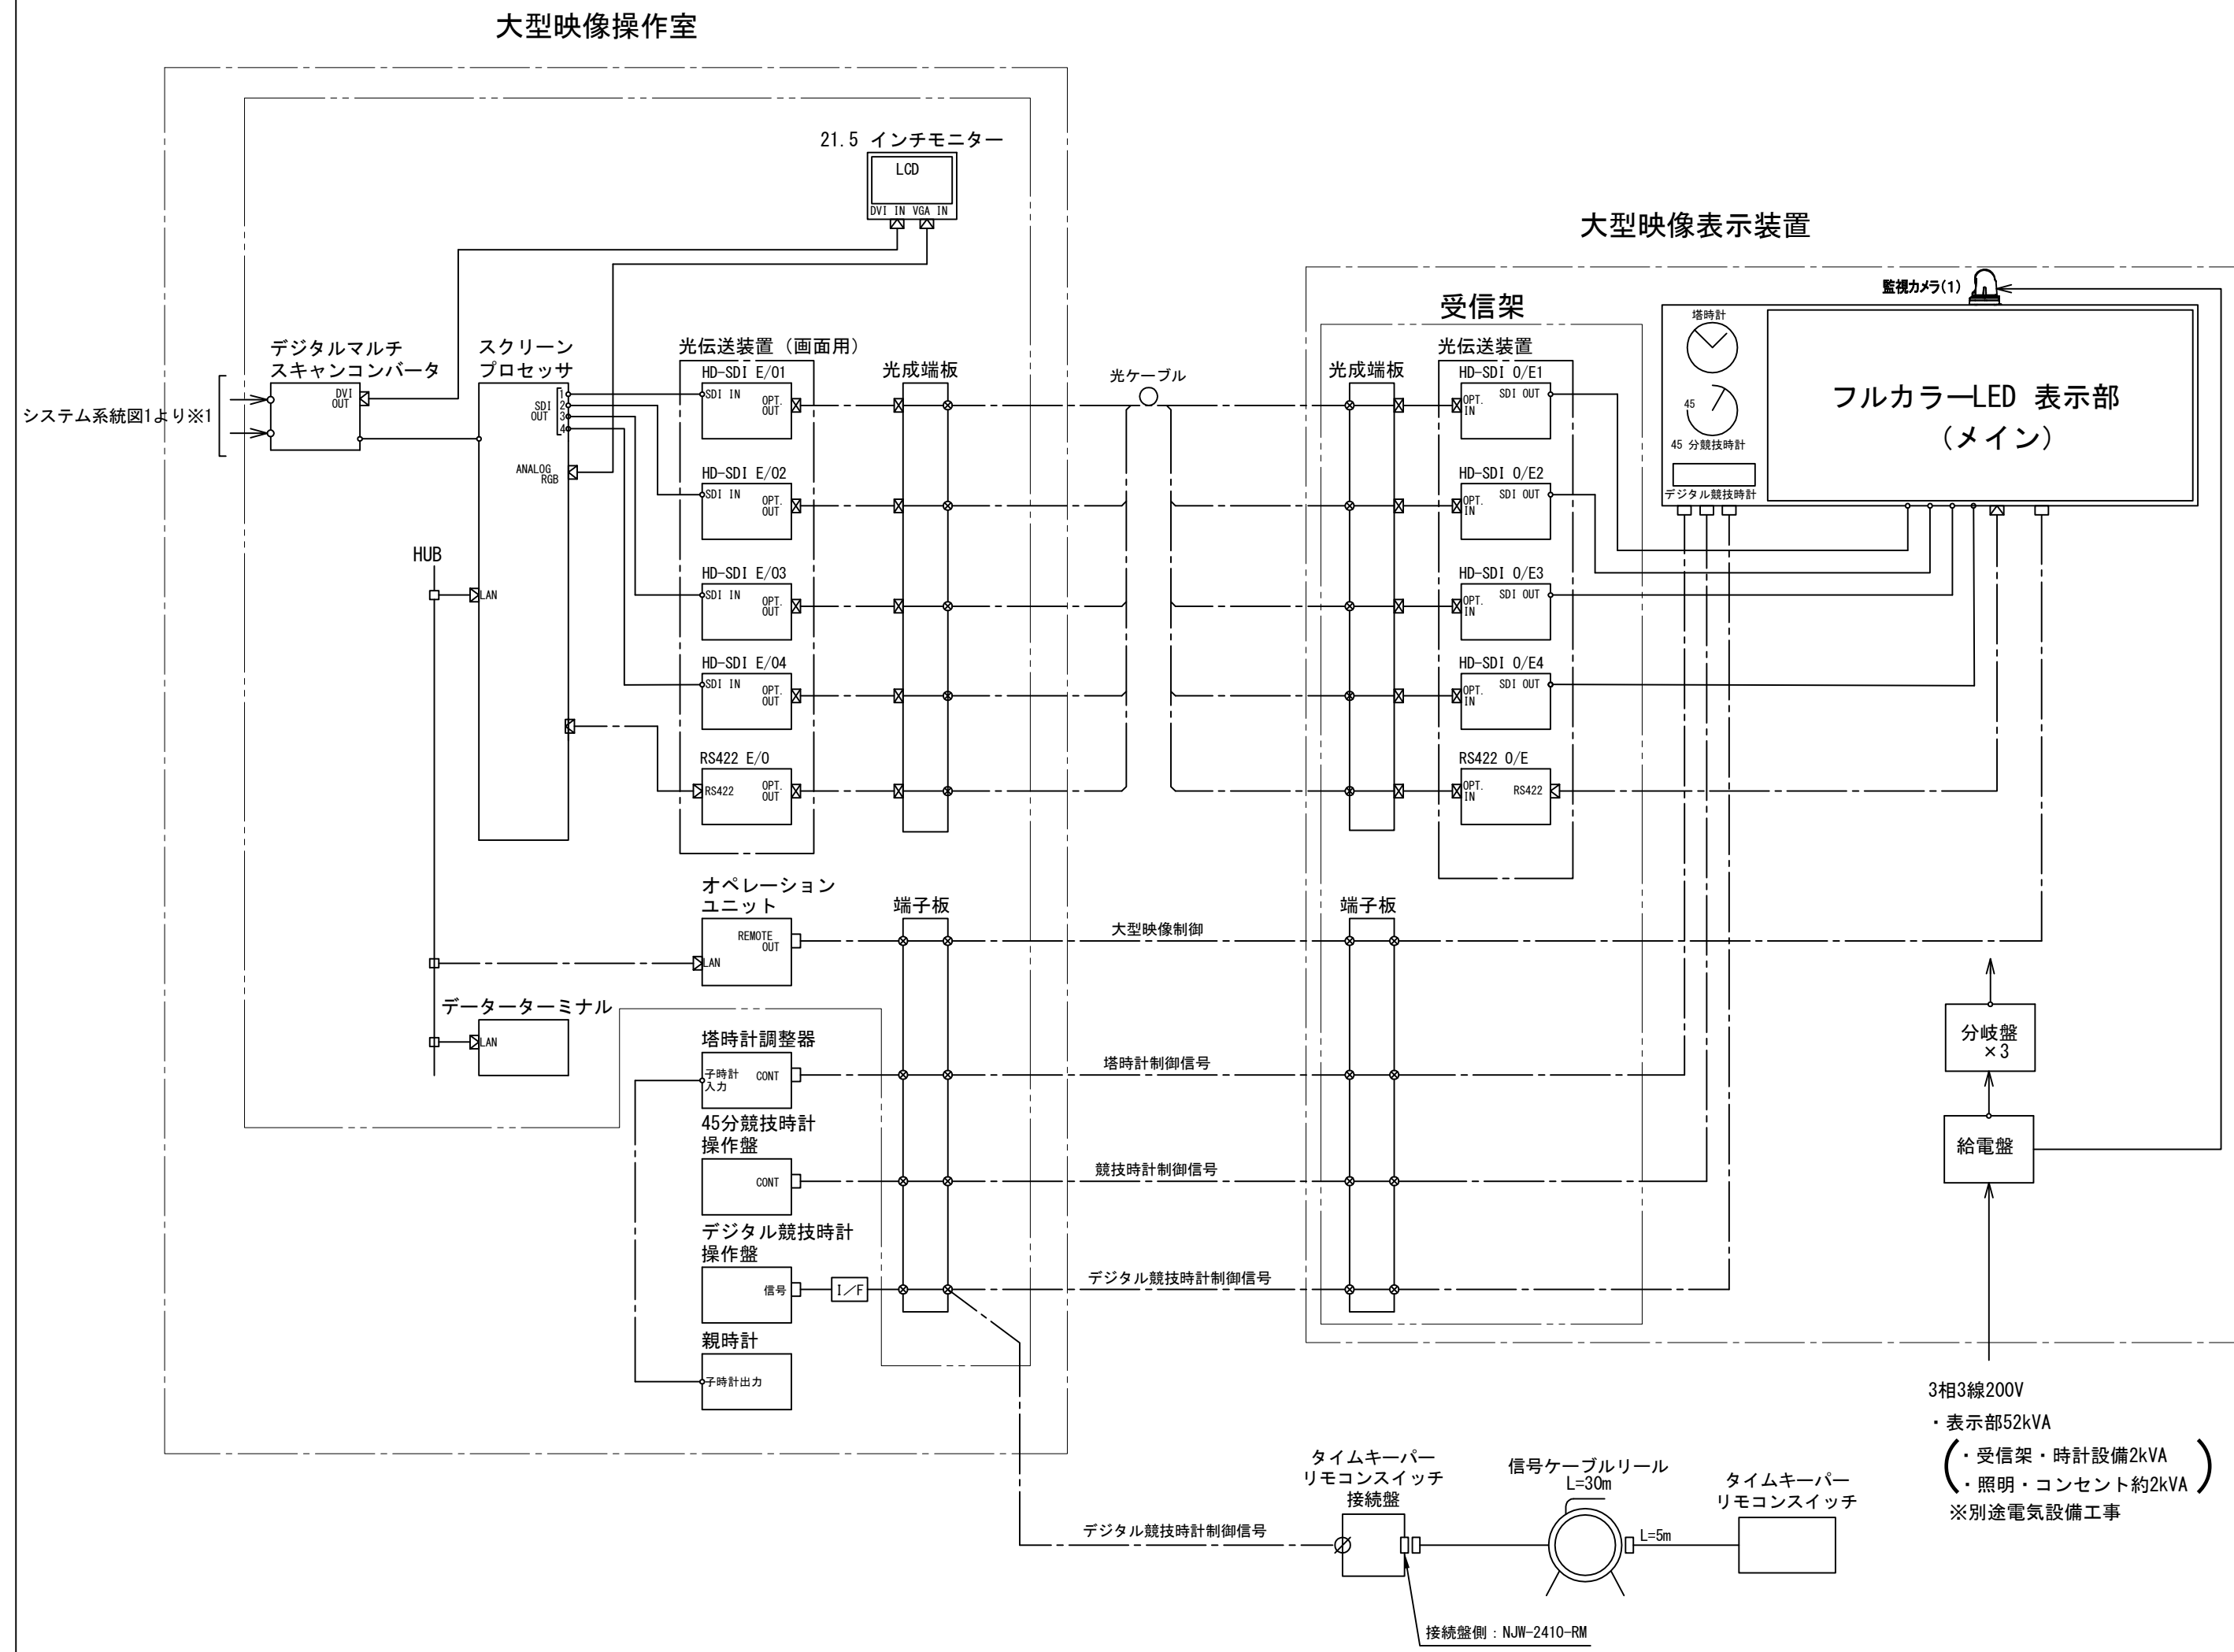 大型映像操作室
21.5 インチモニター
LCD
DVI IN VGA IN
大型映像表示装置
監視カメラ(1)
受信架
塔時計
45
45 分競技時計
デジタル競技時計
フルカラーLED 表示部
(メイン)
システム系統図1より※1
デジタルマルチ
スキャンコンバータ
DVI
OUT
スクリーン
プロセッサ
SDI
OUT
1
2
3
4
ANALOG
RGB
LAN
HUB
光伝送装置（画面用）
HD-SDI E/O1
SDI IN
OPT.
OUT
HD-SDI E/O2
SDI IN
OPT.
OUT
HD-SDI E/O3
SDI IN
OPT.
OUT
HD-SDI E/O4
SDI IN
OPT.
OUT
RS422 E/O
RS422
OPT.
OUT
光成端板
光ケーブル
光成端板
光伝送装置
HD-SDI O/E1
OPT.
IN
SDI OUT
HD-SDI O/E2
OPT.
IN
SDI OUT
HD-SDI O/E3
OPT.
IN
SDI OUT
HD-SDI O/E4
OPT.
IN
SDI OUT
RS422 O/E
OPT.
IN
RS422
オペレーション
ユニット
REMOTE
OUT
LAN
端子板
大型映像制御
端子板
データーターミナル
LAN
塔時計調整器
子時計
入力
CONT
塔時計制御信号
45分競技時計
操作盤
CONT
競技時計制御信号
デジタル競技時計
操作盤
信号
I／F
デジタル競技時計制御信号
親時計
子時計出力
分岐盤
×3
給電盤
3相3線200V
・表示部52kVA
・受信架・時計設備2kVA
・照明・コンセント約2kVA
※別途電気設備工事
デジタル競技時計制御信号
タイムキーパー
リモコンスイッチ
接続盤
信号ケーブルリール
L=30m
L=5m
タイムキーパー
リモコンスイッチ
接続盤側：NJW-2410-RM